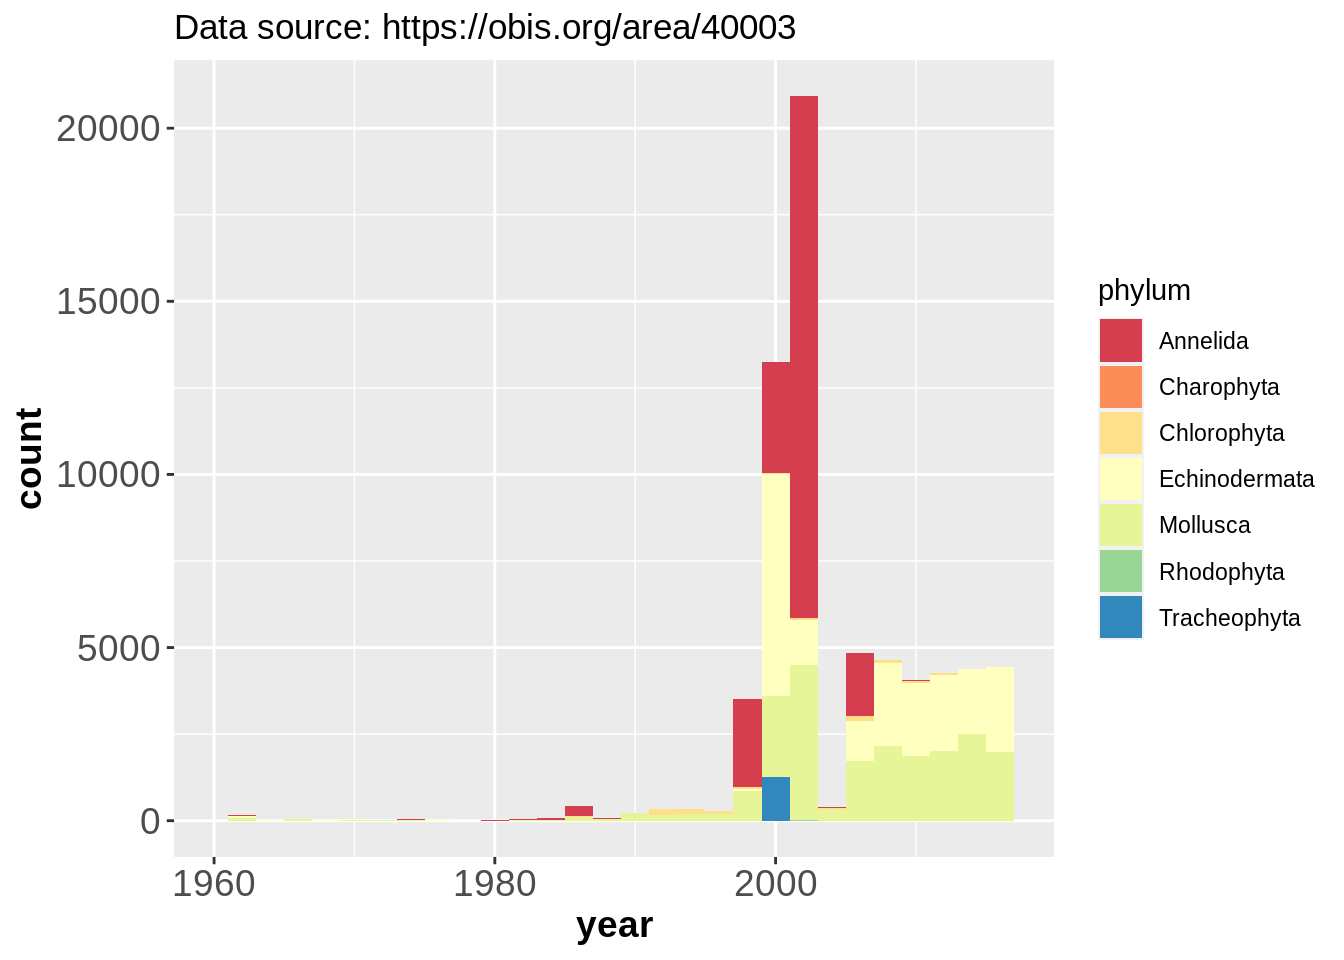 Data source: https://obis.org/area/40003
20000
15000
10000
5000
0
count
1960
1980
2000
year
phylum
Annelida
Charophyta
Chlorophyta
Echinodermata
Mollusca
Rhodophyta
Tracheophyta